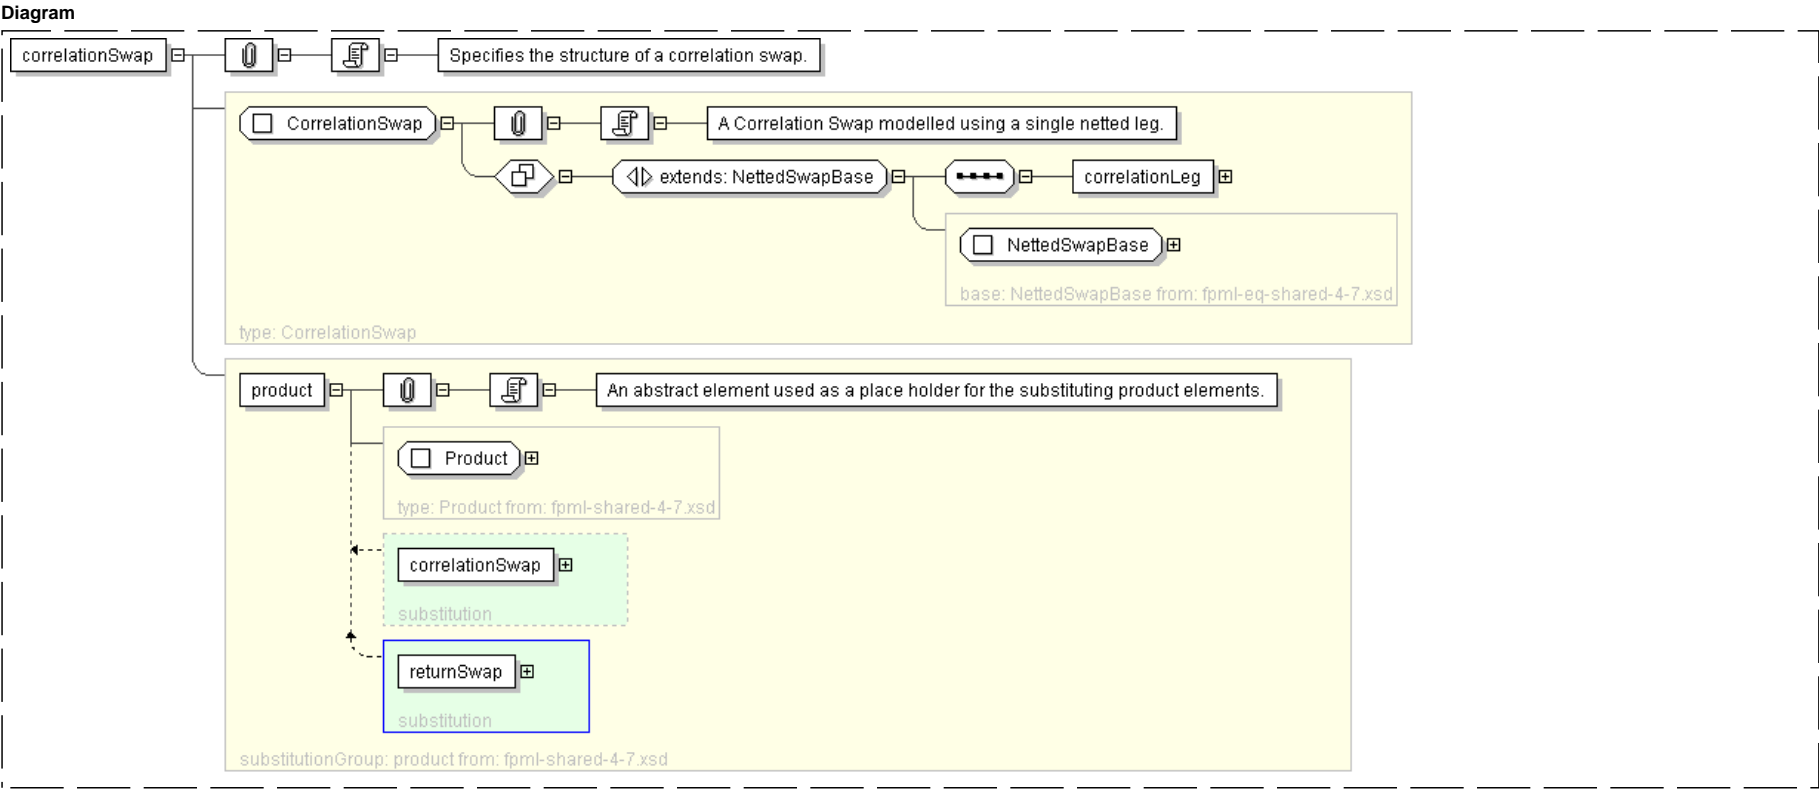 Diagram
correlationSwap
Specifies the structure of a correlation swap.
CorrelationSwap
A Correlation Swap modelled using a single netted leg.
extends: NettedSwapBase
correlationLeg
NettedSwapBase
base: NettedSwapBase from: fpml-eq-shared-4-7.xsd
type: CorrelationSwap
product
An abstract element used as a place holder for the substituting product elements.
Product
type: Product from: fpml-shared-4-7.xsd
correlationSwap
substitution
returnSwap
substitution
substitutionGroup: product from: fpml-shared-4-7.xsd